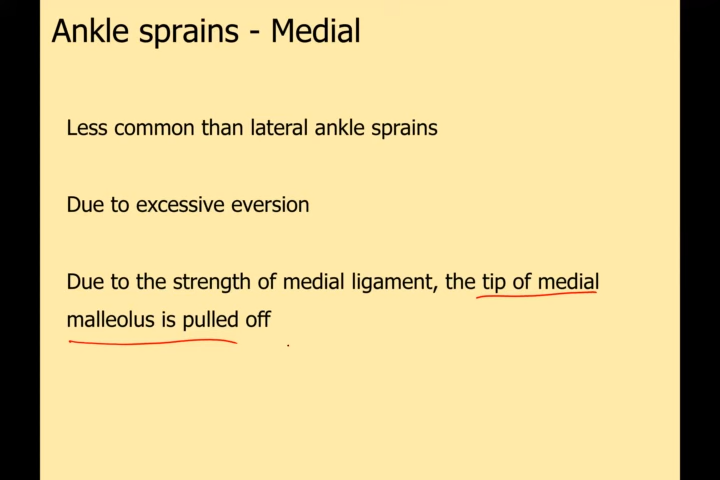 Ankle sprains - Medial
Less common than lateral ankle sprains
Due to excessive eversion
Due to the strength of medial ligament, the tip of medial
malleolus is pulled off